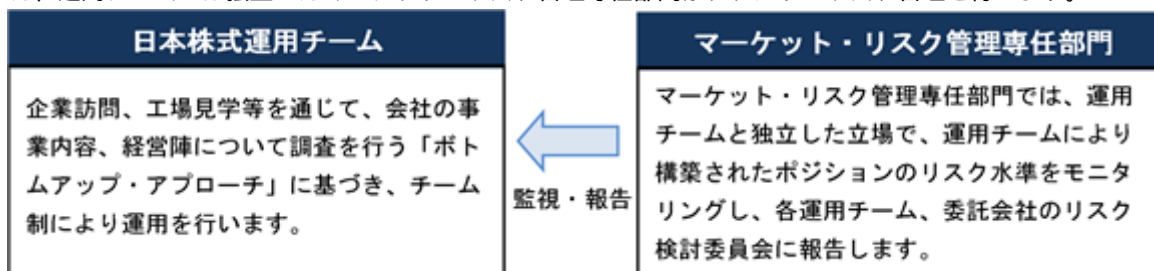 日本株式運用チーム
企業訪問、工場見学等を通じて、会社の事
業内容、経営陣について調査を行う「ボト
ムアップ・アプローチ」に基づき、チーム
制により運用を行います。
監視・報告
マーケット・リスク管理専任部門
マーケット・リスク管理専任部門では、運用
チームと独立した立場で、運用チームにより
構築されたポジションのリスク水準をモニタ
リングし、各運用チーム、委託会社のリスク
検討委員会に報告します。